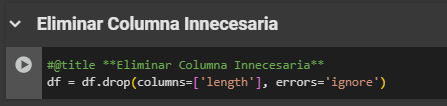 Eliminar Columna Innecesaria
#@title **Eliminar Columna Innecesaria**
df = df.drop(columns=['length'], errors='ignore')